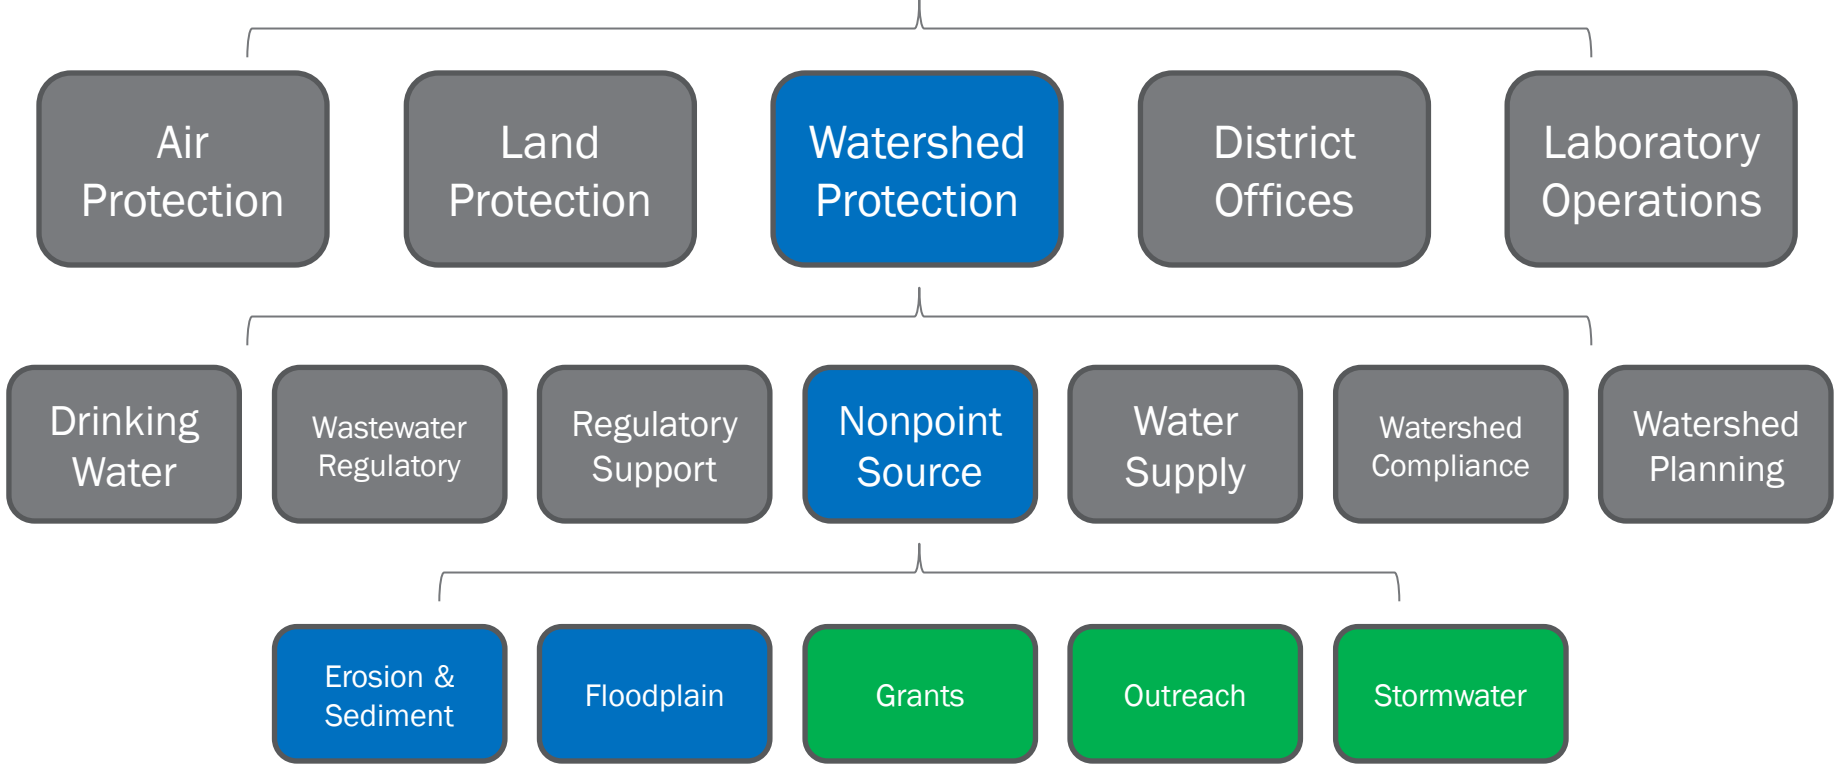 Air
Protection
Land
Protection
Watershed
Protection
District
Offices
Laboratory
Operations
Drinking
Water
Wastewater
Regulatory
Regulatory
Support
Nonpoint
Source
Water
Supply
Watershed
Compliance
Watershed
Planning
Erosion &
Sediment
Floodplain
Grants
Outreach
Stormwater